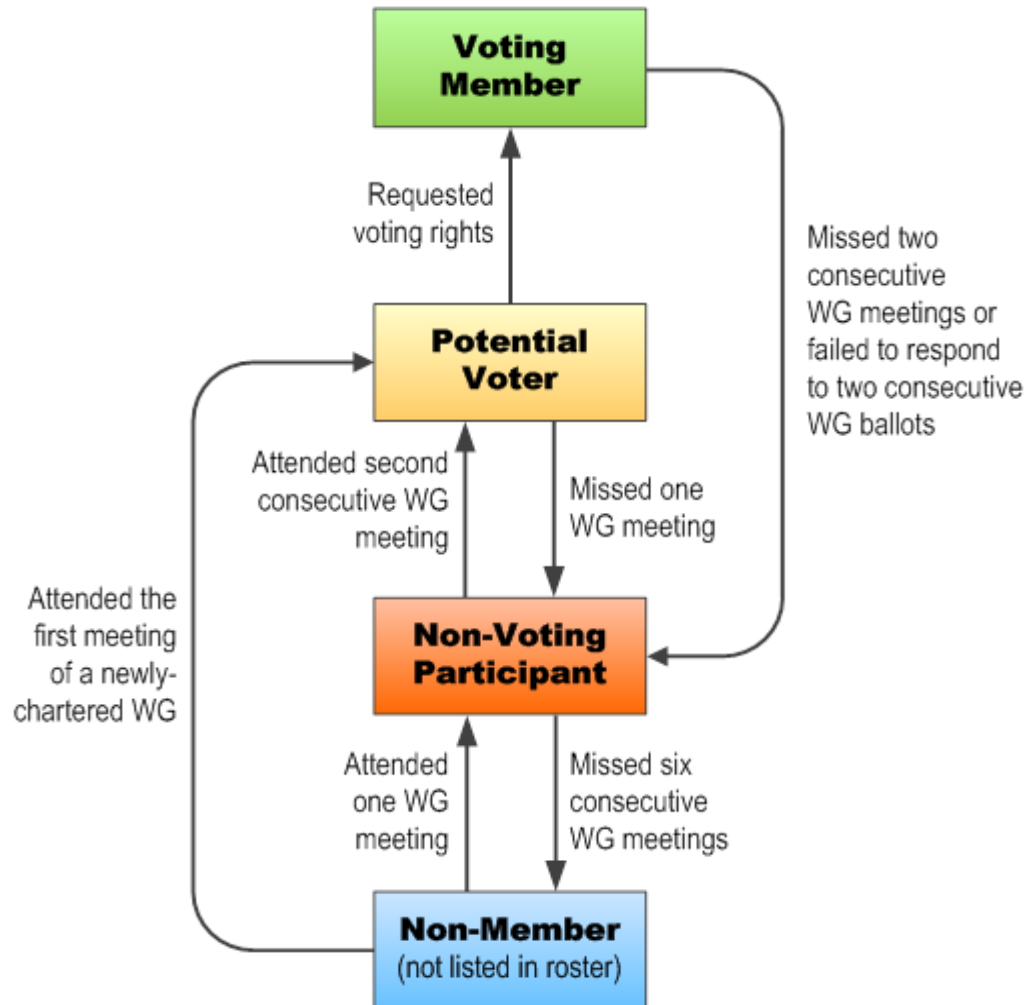 Voting
Member
Requested
voting rights
Missed two
consecutive
WG meetings or
failed to respond
to two consecutive
WG ballots
Potential
Voter
Attended second
consecutive WG
meeting
Missed one
WG meeting
Attended the
first meeting
of a newly-
chartered WG
Non-Voting
Participant
Attended
one WG
meeting
Missed six
consecutive
WG meetings
Non-Member
(not listed in roster)